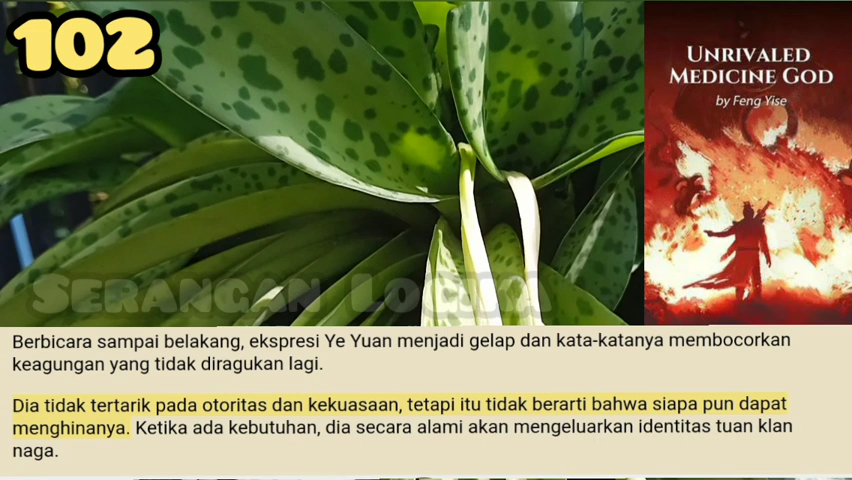 102
UNRIVALED
MEDICINE GOD
by Feng Yise
Berbicara sampai belakang, ekspresi Ye Yuan menjadi gelap dan kata-katanya membocorkan
keagungan yang tidak diragukan lagi.
Dia tidak tertarik pada otoritas dan kekuasaan, tetapi itu tidak berarti bahwa siapa pun dapat
menghinanya. Ketika ada kebutuhan, dia secara alami akan mengeluarkan identitas tuan klan
naga.
SERANGAN